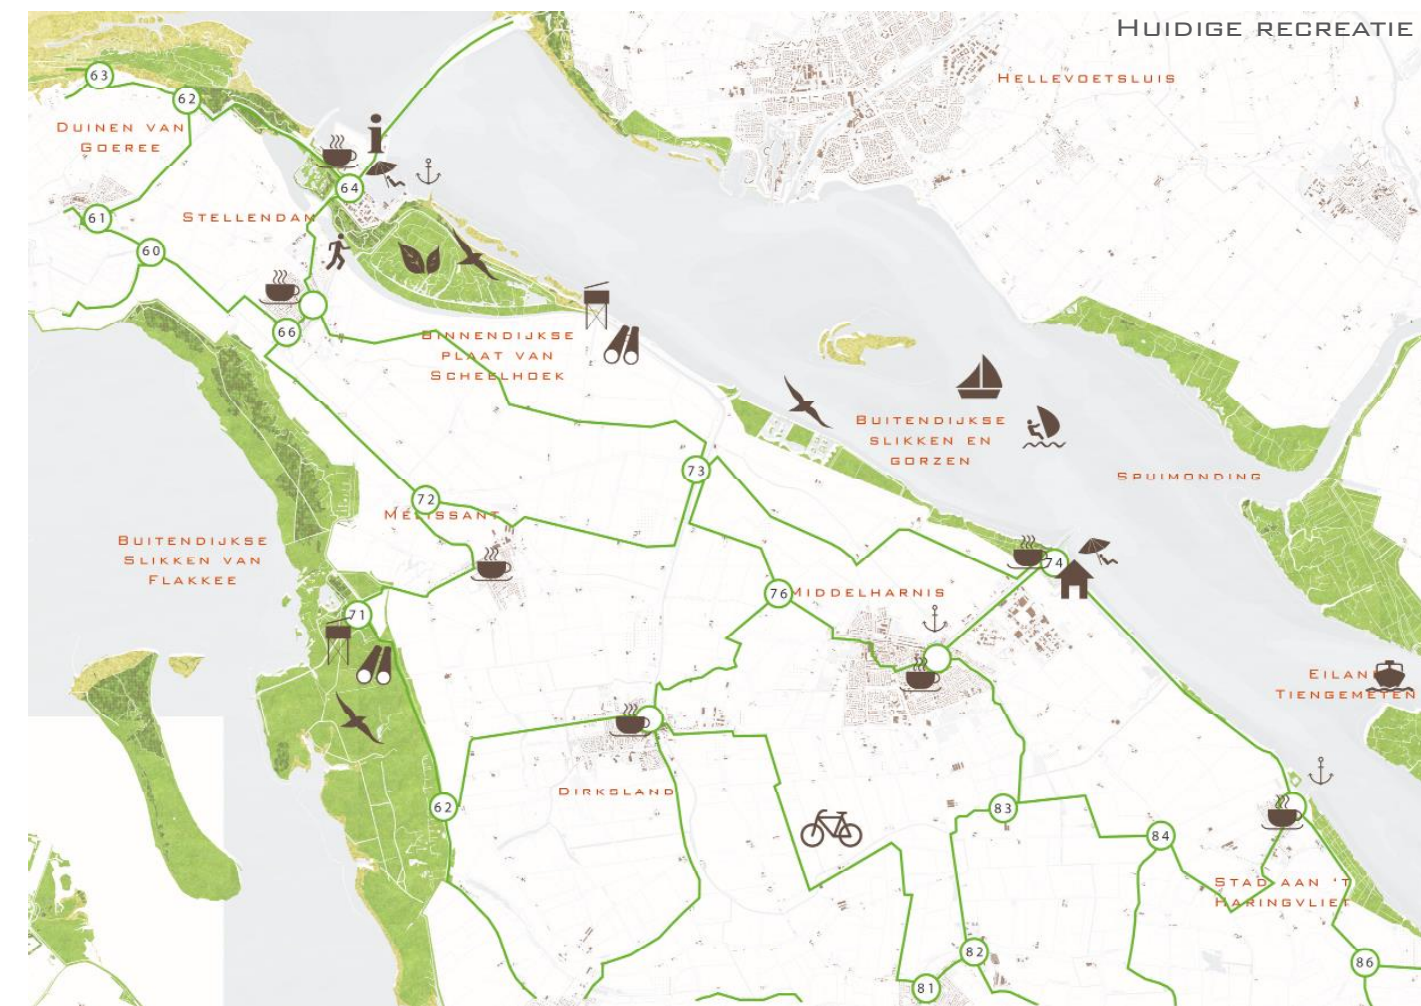 HUIDIGE RECREATIE
HELLEVOETSLUIS
63
62
DUINEN VAN
GOEREE
i
64
61
STELLENDAM
60
66
BINNENDIJKSE
PLAAT VAN
SCHEELHOEK
BUITENDIJKSE
SLIKKEN EN
GORZEN
73
SPUIMONDING
72
MELISSANT
BUITENDIJKSE
SLIKKEN VAN
FLAKKEE
74
76
MIDDELHARNIS
71
EILAND
TIENGEMETEN
DIRKSLAND
62
83
84
STAD AAN 'T
HARINGVLIET
82
86
81